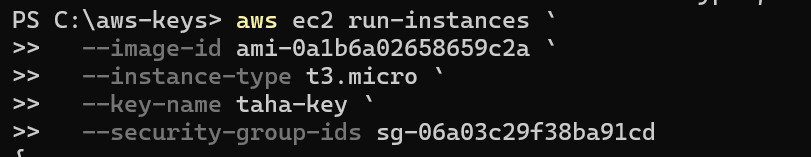 PS C:\aws-keys> aws ec2 run-instances `
>>   --image-id ami-0a1b6a02658659c2a `
>>   --instance-type t3.micro `
>>   --key-name taha-key `
>>   --security-group-ids sg-06a03c29f38ba91cd